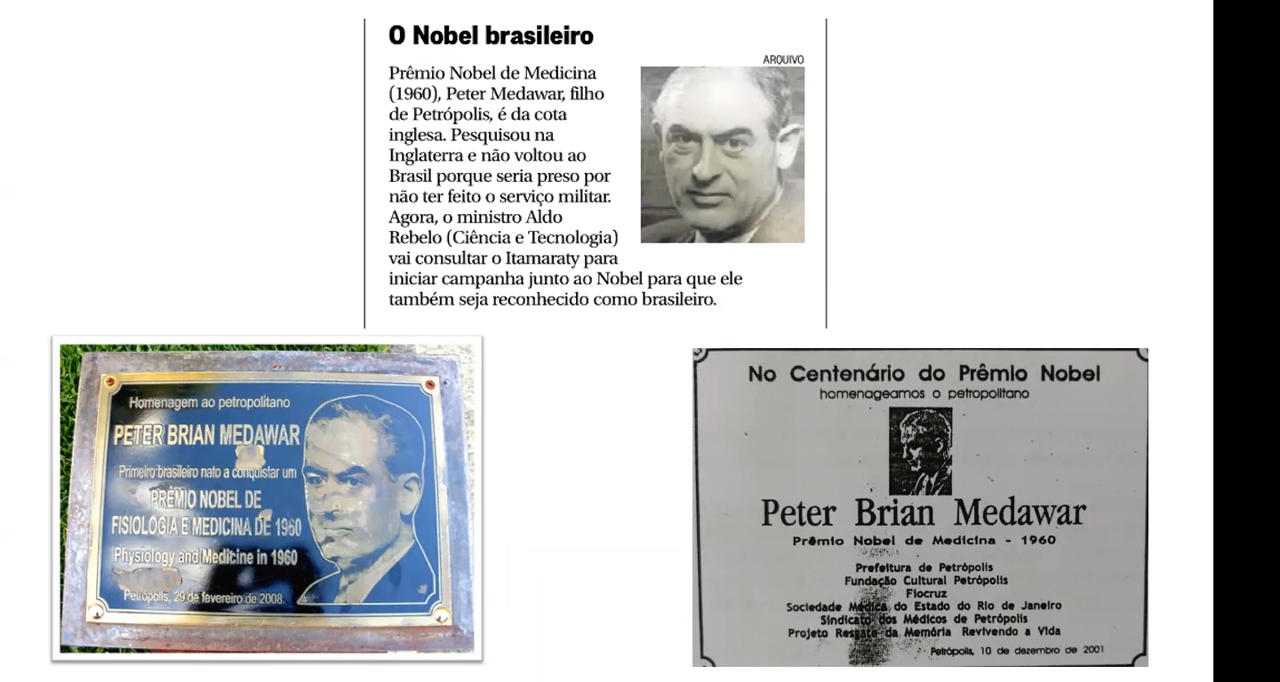 O Nobel brasileiro
ARQUIVO
Prêmio Nobel de Medicina
(1960), Peter Medawar, filho
de Petrópolis, é da cota
inglesa. Pesquisou na
Inglaterra e não voltou ao
Brasil porque seria preso por
não ter feito o serviço militar.
Agora, o ministro Aldo
Rebelo (Ciência e Tecnologia)
vai consultar o Itamaraty para
iniciar campanha junto ao Nobel para que ele
também seja reconhecido como brasileiro.
Homenagem ao petropolitano
PETER BRIAN MEDAWAR
Primeiro brasileiro nato a conquistar um
PRÊMIO NOBEL DE
FISIOLOGIA E MEDICINA DE 1960
Physiology and Medicine in 1960
Petrópolis, 29 de fevereiro de 2008.
No Centenário do Prêmio Nobel
homenageamos o petropolitano
Peter Brian Medawar
Prêmio Nobel de Medicina - 1960
Prefeitura de Petrópolis
Fundação Cultural Petrópolis
Fiocruz
Sociedade Médica do Estado do Rio de Janeiro
Sindicato dos Médicos de Petrópolis
Projeto Resgate da Memória Revivendo a Vida
Petrópolis, 10 de dezembro de 2001